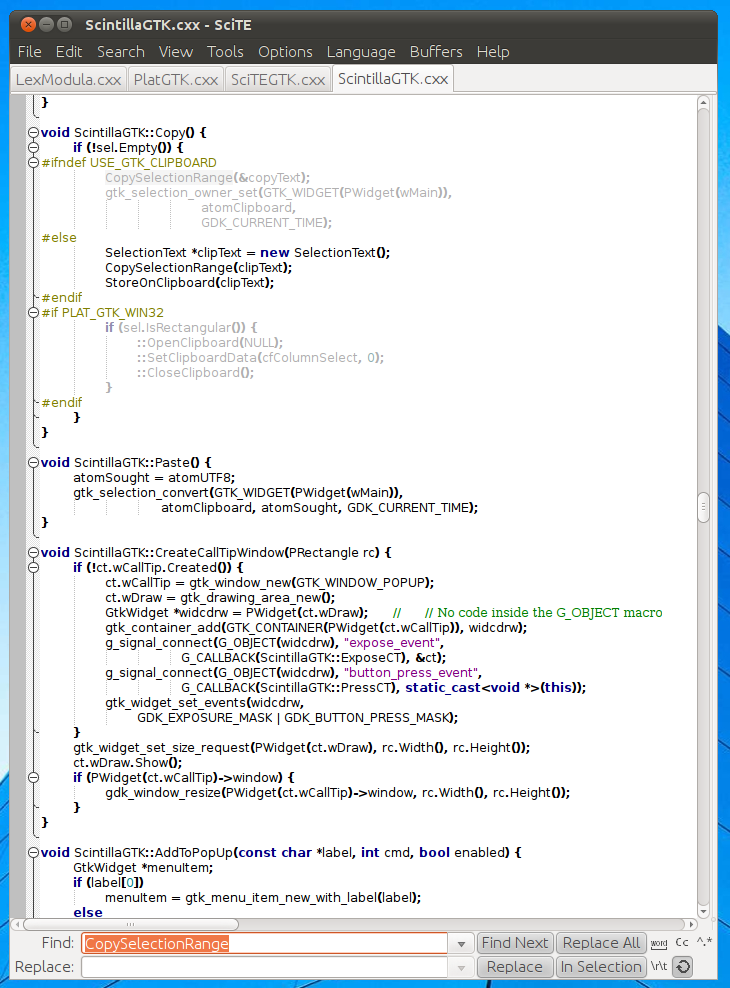 ScintillaGTK.cxx - SciTE
File Edit Search View Tools Options Language Buffers Help
LexModula.cxx PlatGTK.cxx SciTEGTK.cxx ScintillaGTK.cxx
}
void ScintillaGTK::Copy() {
if (!sel.Empty()) {
#ifndef USE_GTK_CLIPBOARD
CopySelectionRange(&copyText);
gtk_selection_owner_set(GTK_WIDGET(PWidget(wMain)),
atomClipboard,
GDK_CURRENT_TIME);
#else
SelectionText *clipText = new SelectionText();
CopySelectionRange(clipText);
StoreOnClipboard(clipText);
#endif
#if PLAT_GTK_WIN32
if (sel.IsRectangular()) {
::OpenClipboard(NULL);
::SetClipboardData(cfColumnSelect, 0);
::CloseClipboard();
}
#endif
}
}
void ScintillaGTK::Paste() {
atomSought = atomUTF8;
gtk_selection_convert(GTK_WIDGET(PWidget(wMain)),
atomClipboard, atomSought, GDK_CURRENT_TIME);
}
void ScintillaGTK::CreateCallTipWindow(PRectangle rc) {
if (!ct.wCallTip.Created()) {
ct.wCallTip = gtk_window_new(GTK_WINDOW_POPUP);
ct.wDraw = gtk_drawing_area_new();
GtkWidget *widcdrw = PWidget(ct.wDraw); // // No code inside the G_OBJECT macro
gtk_container_add(GTK_CONTAINER(PWidget(ct.wCallTip)), widcdrw);
g_signal_connect(G_OBJECT(widcdrw), "expose_event",
G_CALLBACK(ScintillaGTK::ExposeCT), &ct);
g_signal_connect(G_OBJECT(widcdrw), "button_press_event",
G_CALLBACK(ScintillaGTK::PressCT), static_cast<void *>(this));
gtk_widget_set_events(widcdrw,
GDK_EXPOSURE_MASK | GDK_BUTTON_PRESS_MASK);
}
gtk_widget_set_size_request(PWidget(ct.wDraw), rc.Width(), rc.Height());
ct.wDraw.Show();
if (PWidget(ct.wCallTip)->window) {
gdk_window_resize(PWidget(ct.wCallTip)->window, rc.Width(), rc.Height());
}
}
void ScintillaGTK::AddToPopUp(const char *label, int cmd, bool enabled) {
GtkWidget *menuItem;
if (label[0])
menuItem = gtk_menu_item_new_with_label(label);
else
Find: CopySelectionRange Find Next Replace All word Cc ^.*
Replace: Replace In Selection \r\t